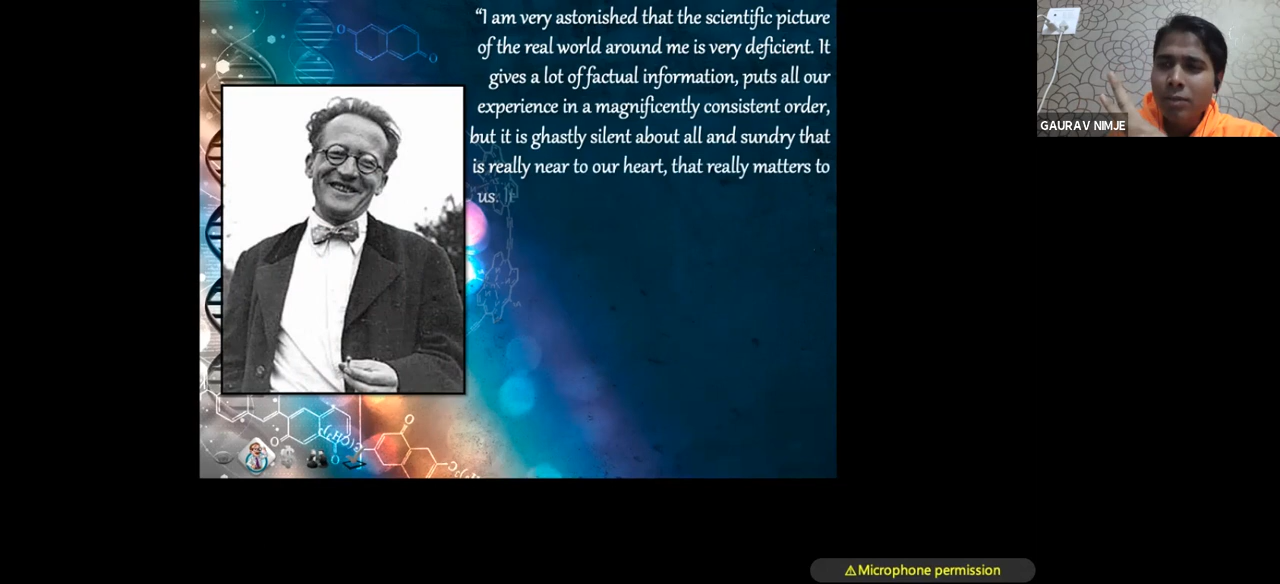 “I am very astonished that the scientific picture
of the real world around me is very deficient. It
gives a lot of factual information, puts all our
experience in a magnificently consistent order,
but it is ghastly silent about all and sundry that
is really near to our heart, that really matters to
us. It
GAURAV NIMJE
O
O
O
O
O
O
⚠Microphone permission